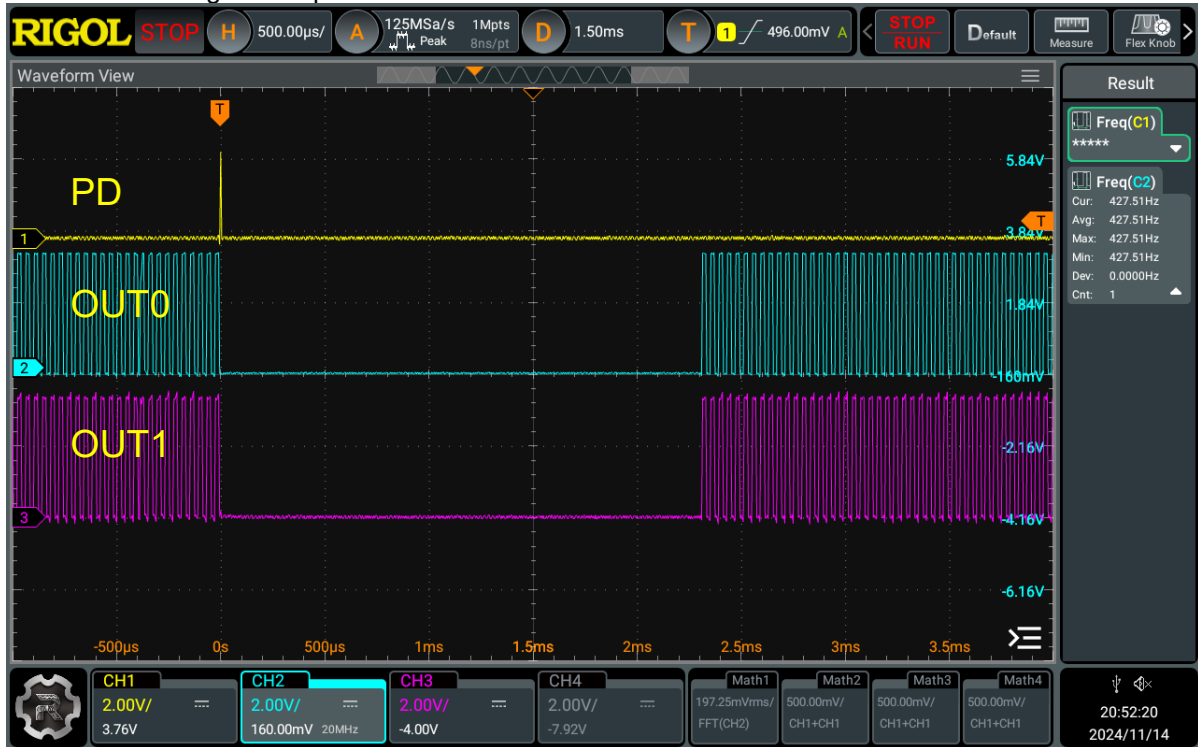 RIGOL STOP H 500.00µs/ A 125MSa/s 1Mpts Peak 8ns/pt D 1.50ms T 1 496.00mV A < STOP RUN Default Measure Flex Knob >
Waveform View
Result
T
Freq(C1)
*****
5.84V
PD
Freq(C2)
Cur: 427.51Hz
Avg: 427.51Hz
Max: 427.51Hz
Min: 427.51Hz
Dev: 0.0000Hz
Cnt: 1
T
1
3.84V
OUT0
1.84V
2
-160mV
OUT1
-2.16V
3
-4.16V
-6.16V
-500µs 0s 500µs 1ms 1.5ms 2ms 2.5ms 3ms 3.5ms
CH1 CH2 CH3 CH4 Math1 Math2 Math3 Math4
2.00V/ 2.00V/ 2.00V/ 2.00V/ 197.25mVrms/ 500.00mV/ 500.00mV/ 500.00mV/
3.76V 160.00mV 20MHz -4.00V -7.92V FFT(CH2) CH1+CH1 CH1+CH1 CH1+CH1
20:52:20
2024/11/14